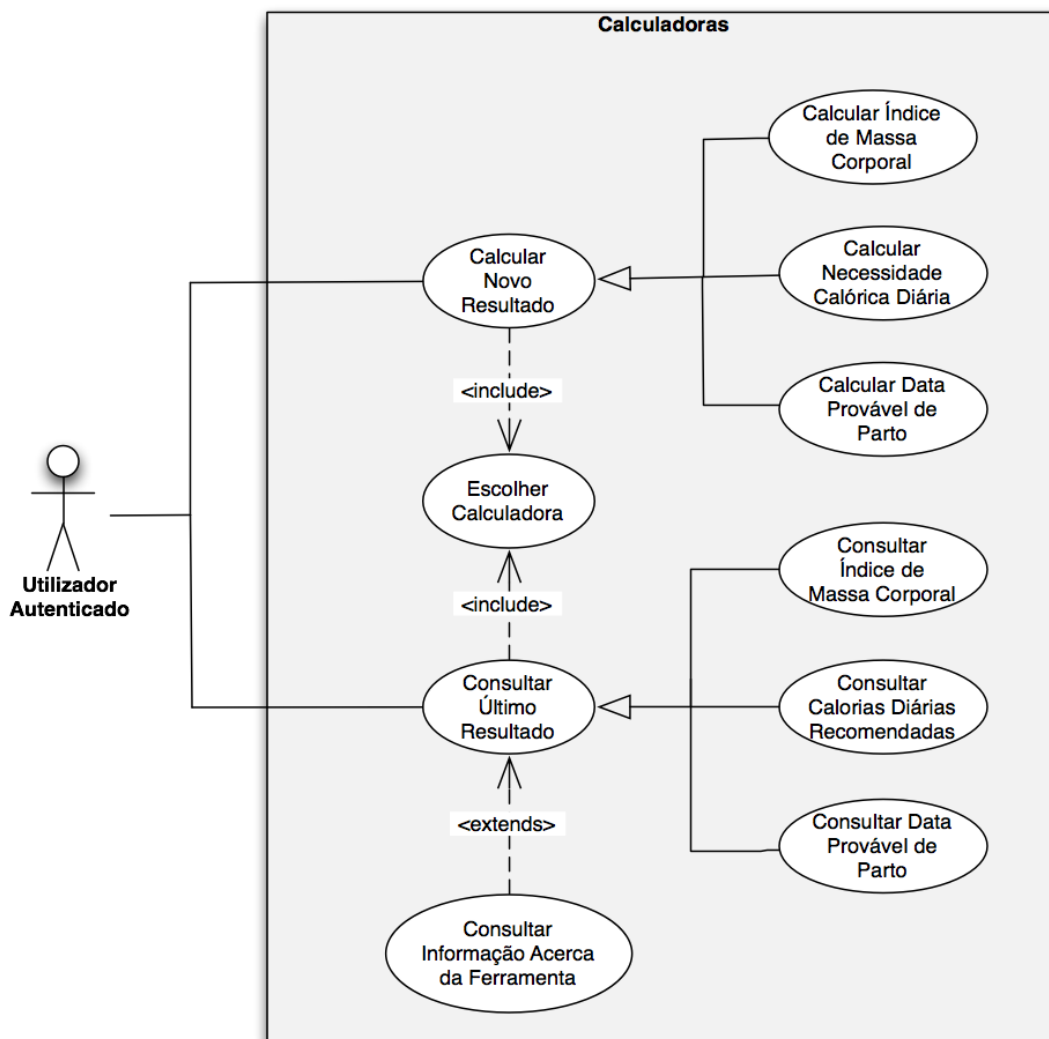 Calculadoras
Calcular Índice
de Massa
Corporal
Calcular
Novo
Resultado
Calcular
Necessidade
Calórica Diária
<include>
Calcular Data
Provável de
Parto
Escolher
Calculadora
Utilizador
Autenticado
Consultar
Índice de
Massa Corporal
<include>
Consultar
Último
Resultado
Consultar
Calorias Diárias
Recomendadas
<extends>
Consultar Data
Provável de
Parto
Consultar
Informação Acerca
da Ferramenta